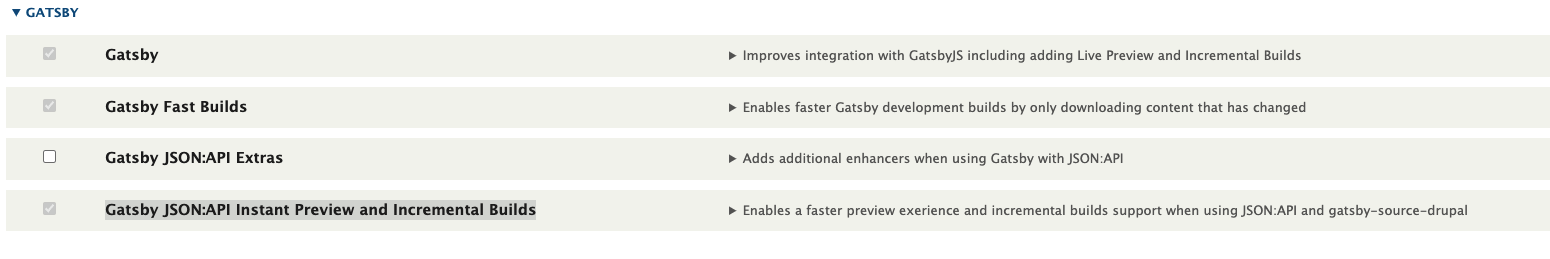 GATSBY
Gatsby Improves integration with GatsbyJS including adding Live Preview and Incremental Builds
Gatsby Fast Builds Enables faster Gatsby development builds by only downloading content that has changed
Gatsby JSON:API Extras Adds additional enhancers when using Gatsby with JSON:API
Gatsby JSON:API Instant Preview and Incremental Builds Enables a faster preview exerience and incremental builds support when using JSON:API and gatsby-source-drupal